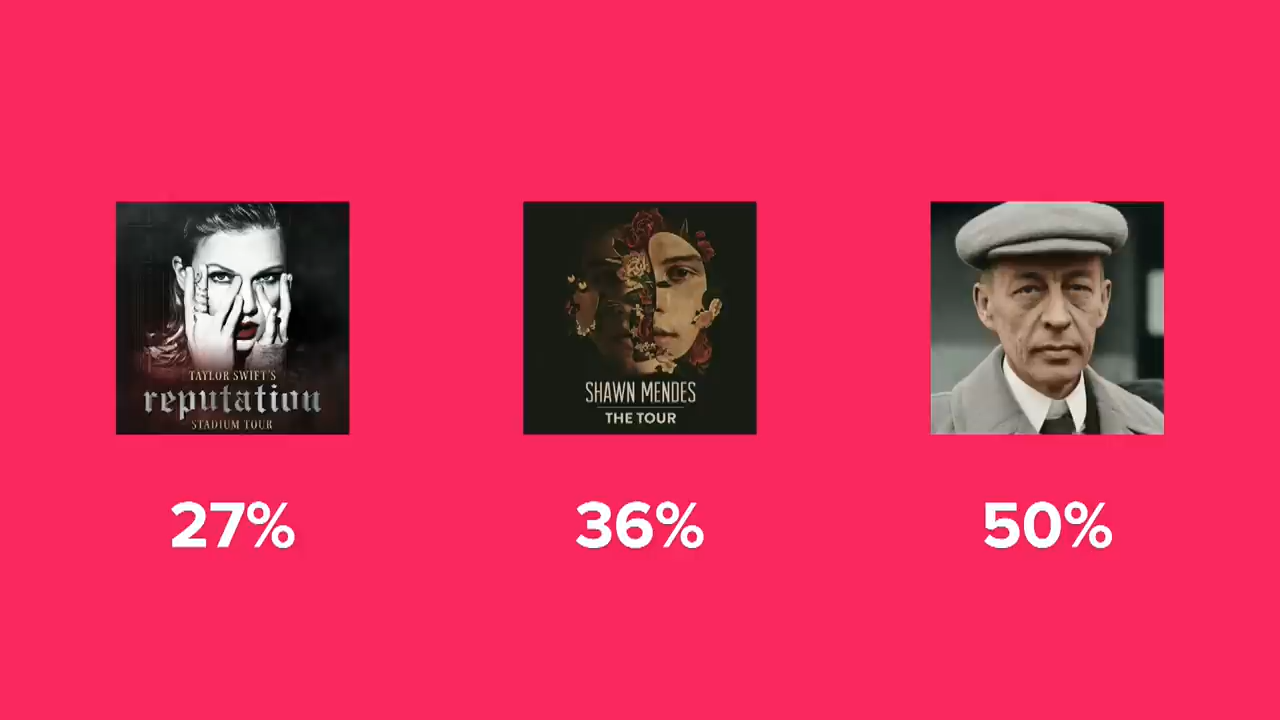 TAYLOR SWIFT'S
reputation
STADIUM TOUR
SHAWN MENDES
THE TOUR
27%
36%
50%